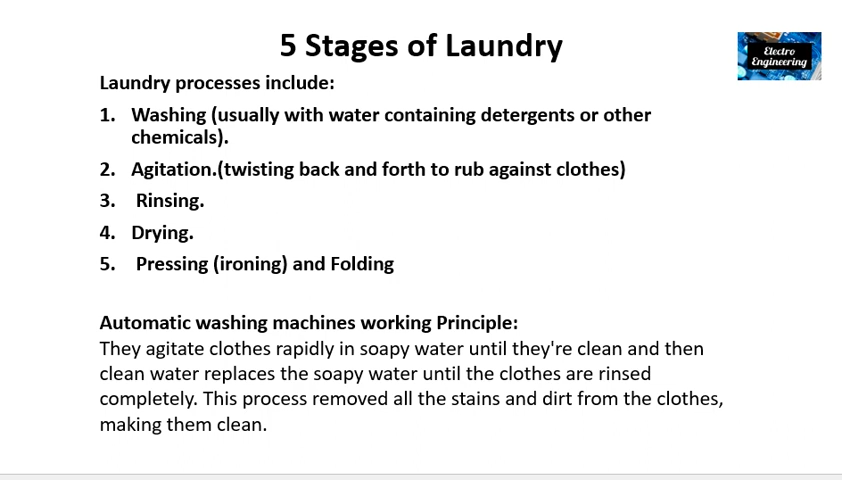 5 Stages of Laundry
Electro
Engineering
Laundry processes include:
1. Washing (usually with water containing detergents or other
chemicals).
2. Agitation.(twisting back and forth to rub against clothes)
3. Rinsing.
4. Drying.
5. Pressing (ironing) and Folding
Automatic washing machines working Principle:
They agitate clothes rapidly in soapy water until they're clean and then
clean water replaces the soapy water until the clothes are rinsed
completely. This process removed all the stains and dirt from the clothes,
making them clean.